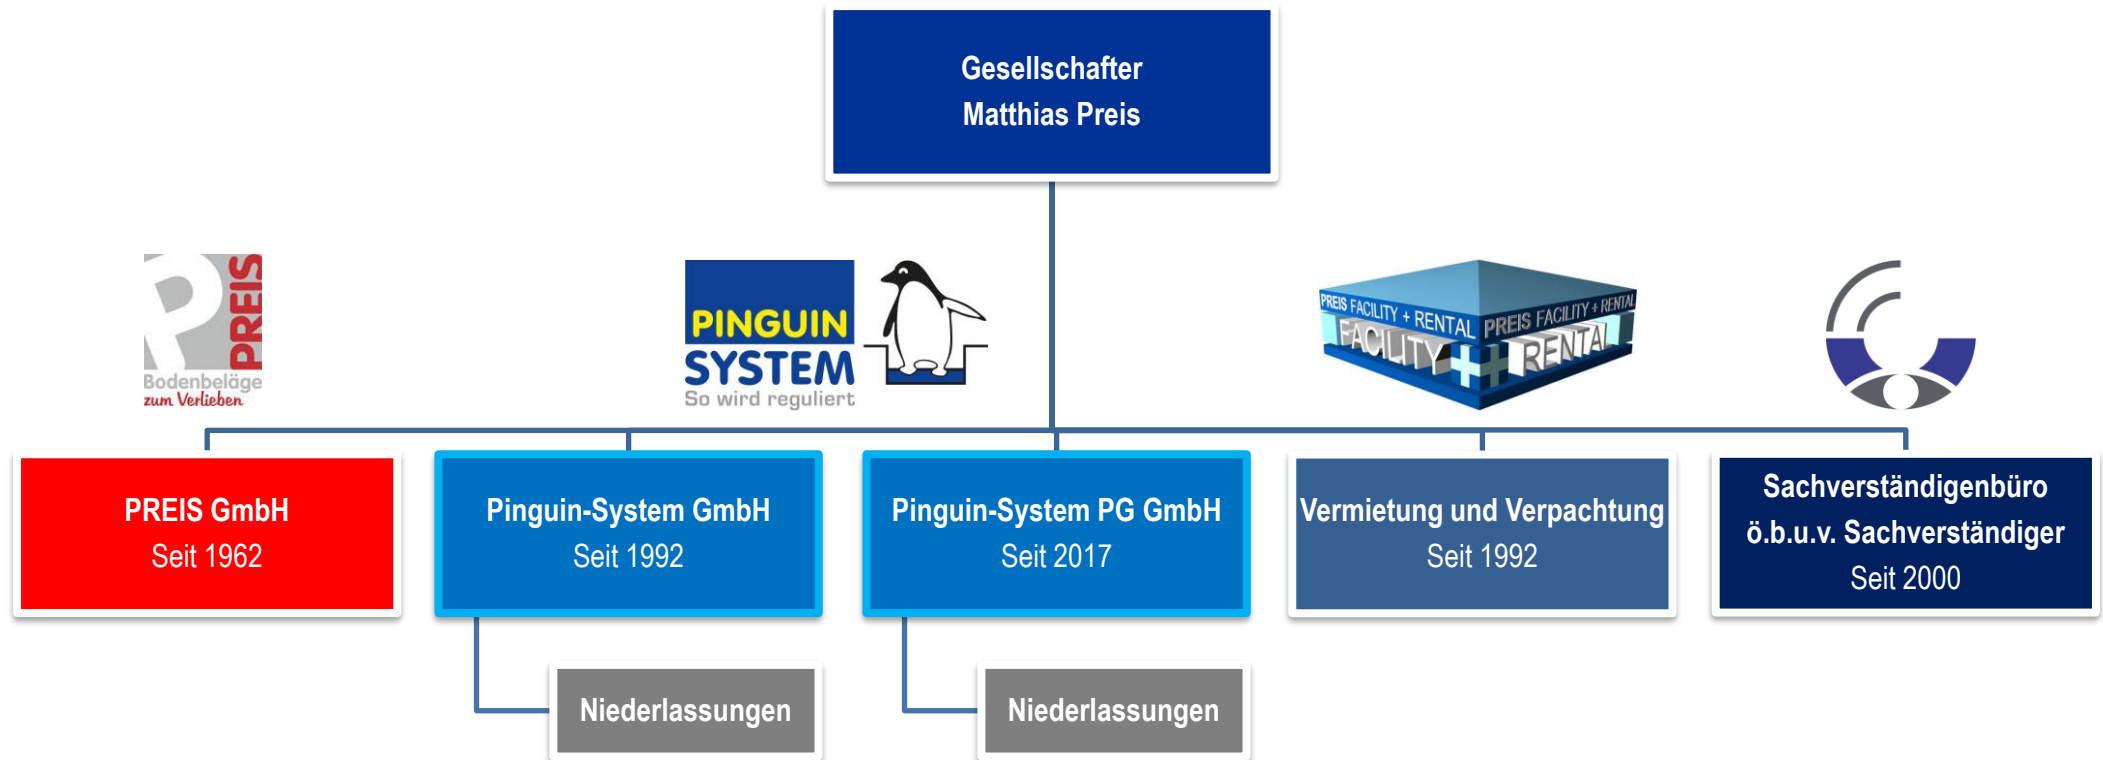 Gesellschafter
Matthias Preis
PREIS
Bodenbeläge
zum Verlieben
PINGUIN
SYSTEM
So wird reguliert
PREIS FACILITY + RENTAL PREIS FACILITY + RENTAL
FACILITY ++ RENTAL
PREIS GmbH
Seit 1962
Pinguin-System GmbH
Seit 1992
Pinguin-System PG GmbH
Seit 2017
Vermietung und Verpachtung
Seit 1992
Sachverständigenbüro
ö.b.u.v. Sachverständiger
Seit 2000
Niederlassungen
Niederlassungen